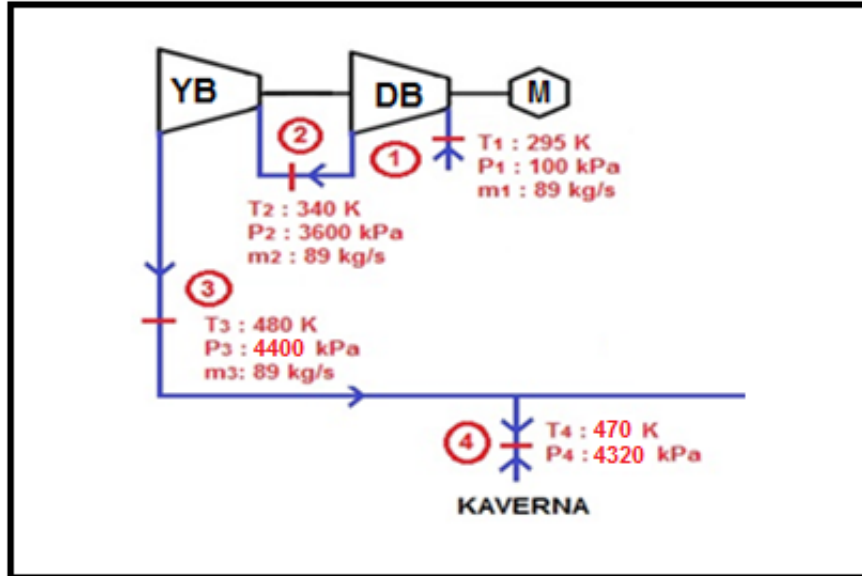 YB
DB
M
2
1
T1 : 295 K
P1 : 100 kPa
m1 : 89 kg/s
T2 : 340 K
P2 : 3600 kPa
m2 : 89 kg/s
3
T3 : 480 K
P3 : 4400 kPa
m3: 89 kg/s
4
T4 : 470 K
P4 : 4320 kPa
KAVERNA